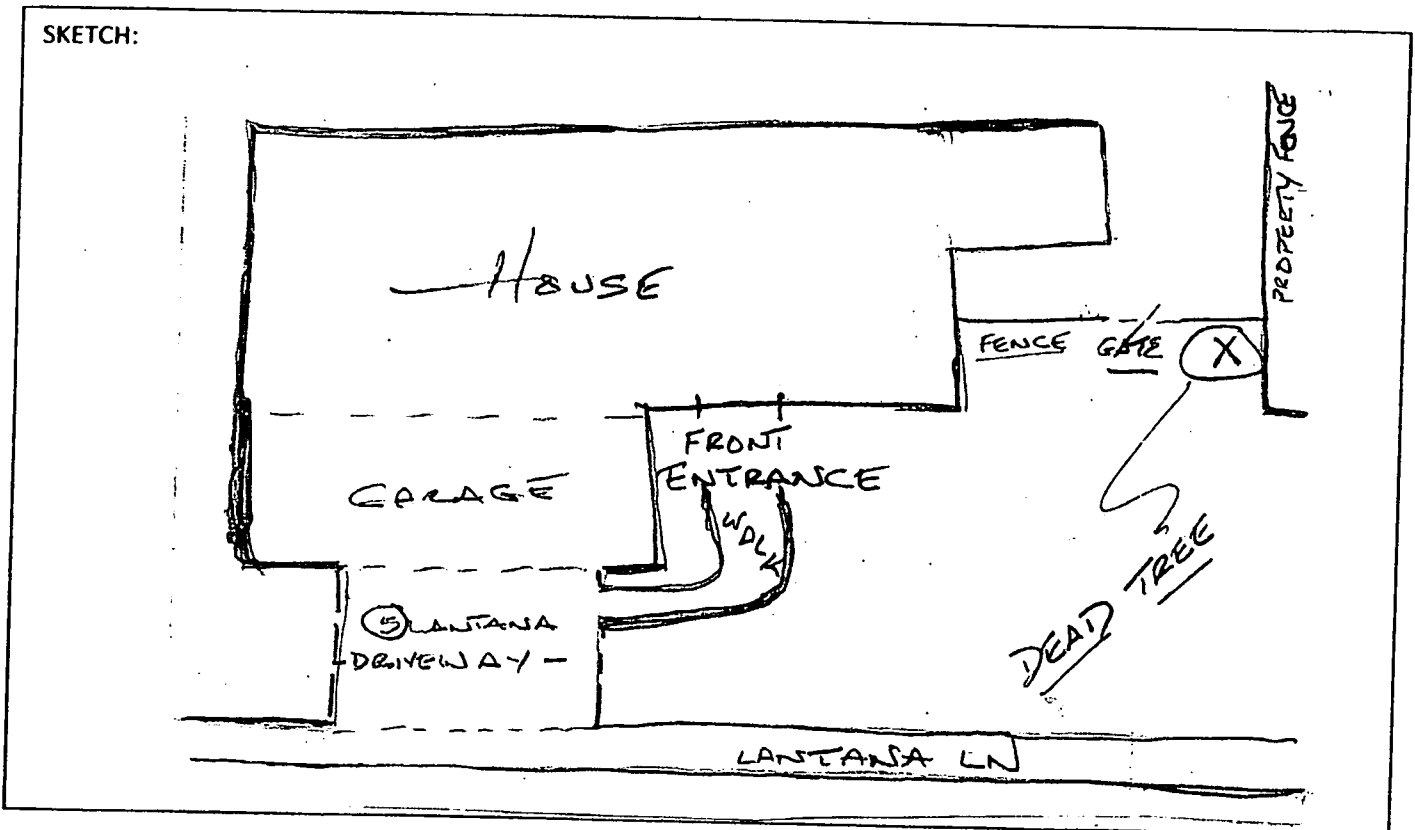 SKETCH:
PROPERTY FENCE
HOUSE
FENCE GATE X
FRONT
ENTRANCE
GARAGE
WALK
5 LANTANA
-DRIVEWAY-
DEAD TREE
LANTANA LN